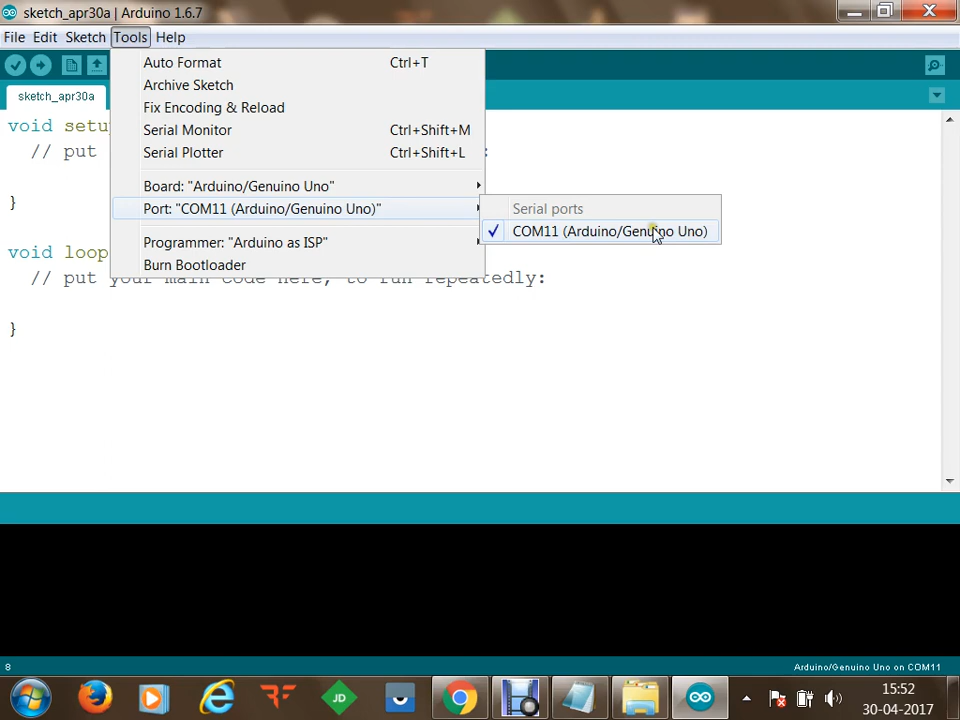 sketch_apr30a | Arduino 1.6.7
File Edit Sketch Tools Help
Auto Format Ctrl+T
Archive Sketch
Fix Encoding & Reload
Serial Monitor Ctrl+Shift+M
Serial Plotter Ctrl+Shift+L
Board: "Arduino/Genuino Uno"
Port: "COM11 (Arduino/Genuino Uno)"
Programmer: "Arduino as ISP"
Burn Bootloader
Serial ports
COM11 (Arduino/Genuino Uno)
sketch_apr30a
void setup
// put :
}
void loop
// put your main code here, to run repeatedly:
}
8
Arduino/Genuino Uno on COM11
JD
15:52
30-04-2017